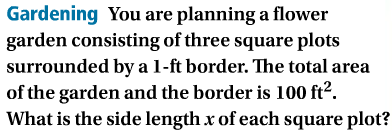 Gardening You are planning a flower
garden consisting of three square plots
surrounded by a 1-ft border. The total area
of the garden and the border is 100 ft².
What is the side length x of each square plot?